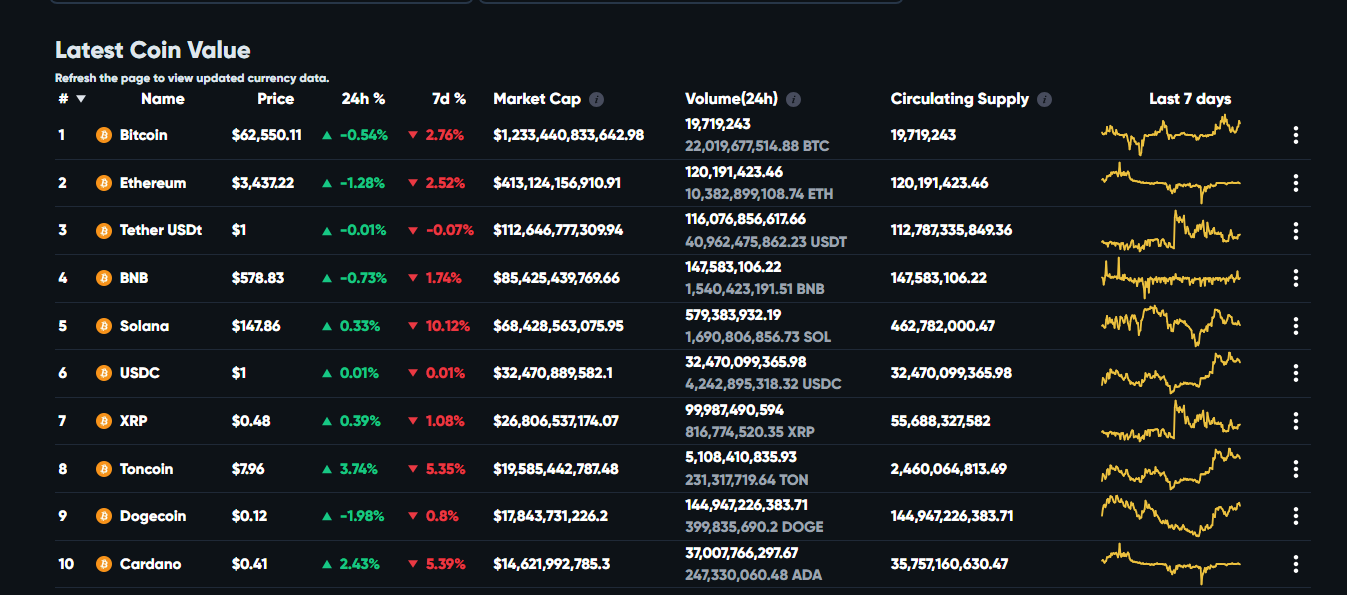 Latest Coin Value
Refresh the page to view updated currency data.
# Name Price 24h % 7d % Market Cap Volume(24h) Circulating Supply Last 7 days
1 Bitcoin $62,550.11 -0.54% 2.76% $1,233,440,833,642.98 19,719,243 19,719,243
22,019,677,514.88 BTC
2 Ethereum $3,437.22 -1.28% 2.52% $413,124,156,910.91 120,191,423.46 120,191,423.46
10,382,899,108.74 ETH
3 Tether USDt $1 -0.01% -0.07% $112,646,777,309.94 116,076,856,617.66 112,787,335,849.36
40,962,475,862.23 USDT
4 BNB $578.83 -0.73% 1.74% $85,425,439,769.66 147,583,106.22 147,583,106.22
1,540,423,191.51 BNB
5 Solana $147.86 0.33% 10.12% $68,428,563,075.95 579,383,932.19 462,782,000.47
1,690,806,856.73 SOL
6 USDC $1 0.01% 0.01% $32,470,889,582.1 32,470,099,365.98 32,470,099,365.98
4,242,895,318.32 USDC
7 XRP $0.48 0.39% 1.08% $26,806,537,174.07 99,987,490,594 55,688,327,582
816,774,520.35 XRP
8 Toncoin $7.96 3.74% 5.35% $19,585,442,787.48 5,108,410,835.93 2,460,064,813.49
231,317,719.64 TON
9 Dogecoin $0.12 -1.98% 0.8% $17,843,731,226.2 144,947,226,383.71 144,947,226,383.71
399,835,690.2 DOGE
10 Cardano $0.41 2.43% 5.39% $14,621,992,785.3 37,007,766,297.67 35,757,160,630.47
247,330,060.48 ADA